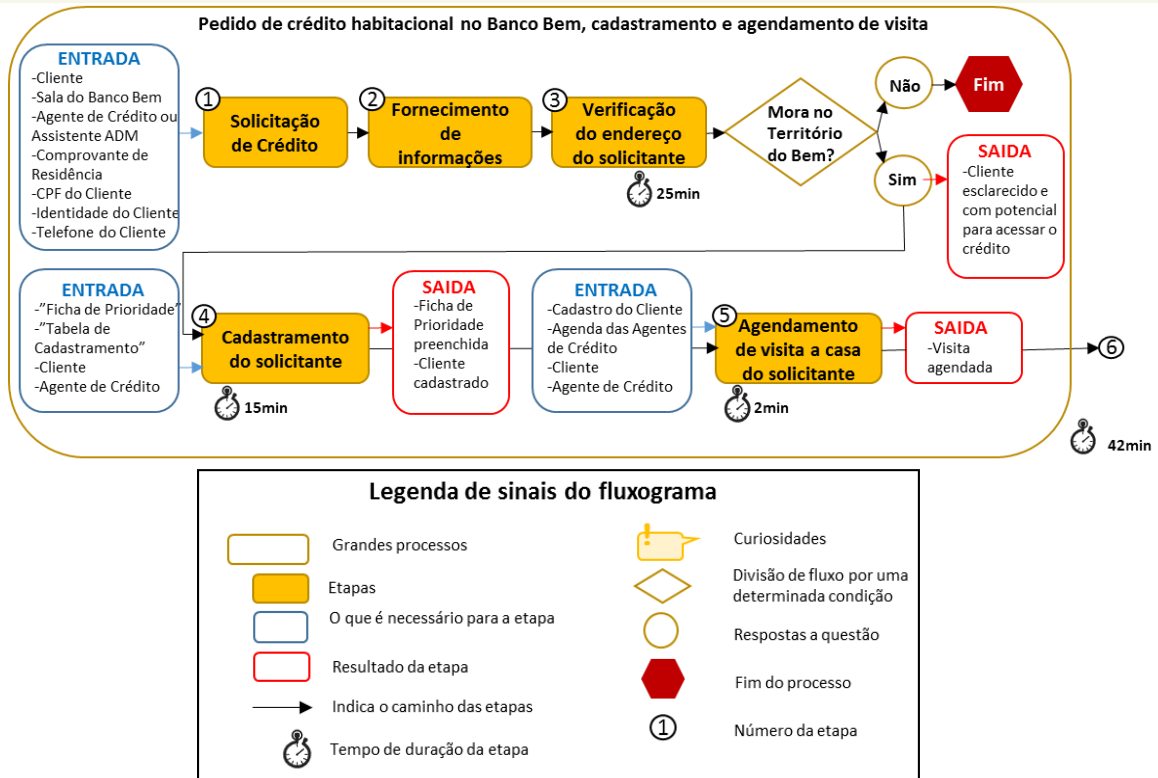 Pedido de crédito habitacional no Banco Bem, cadastramento e agendamento de visita
ENTRADA
-Cliente
-Sala do Banco Bem
-Agente de Crédito ou
Assistente ADM
-Comprovante de
Residência
-CPF do Cliente
-Identidade do Cliente
-Telefone do Cliente
1
Solicitação
de Crédito
2
Fornecimento
de
informações
3
Verificação
do endereço
do solicitante
25min
Mora no
Território
do Bem?
Não
Fim
Sim
SAIDA
-Cliente
esclarecido e
com potencial
para acessar o
crédito
ENTRADA
-"Ficha de Prioridade"
-"Tabela de
Cadastramento"
-Cliente
-Agente de Crédito
4
Cadastramento
do solicitante
15min
SAIDA
-Ficha de
Prioridade
preenchida
-Cliente
cadastrado
ENTRADA
-Cadastro do Cliente
-Agenda das Agentes
de Crédito
-Cliente
-Agente de Crédito
5
Agendamento
de visita a casa
do solicitante
2min
SAIDA
-Visita
agendada
6
42min
Legenda de sinais do fluxograma
Grandes processos
Etapas
O que é necessário para a etapa
Resultado da etapa
Indica o caminho das etapas
Tempo de duração da etapa
Curiosidades
Divisão de fluxo por uma
determinada condição
Respostas a questão
Fim do processo
1
Número da etapa